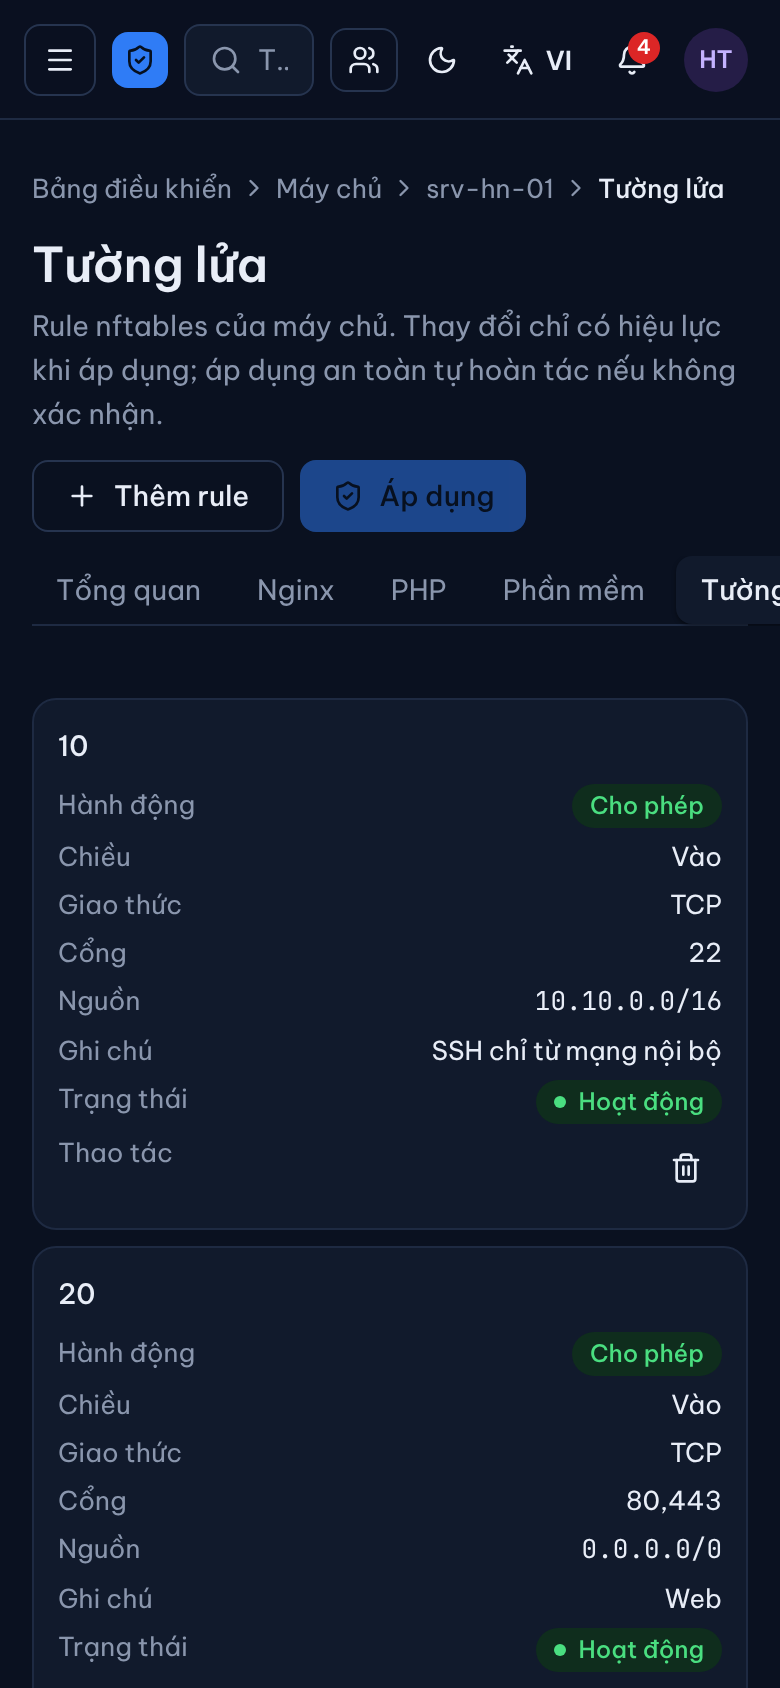 T..
VI
4
HT
Bảng điều khiển > Máy chủ > srv-hn-01 > Tường lửa
Tường lửa
Rule nftables của máy chủ. Thay đổi chỉ có hiệu lực
khi áp dụng; áp dụng an toàn tự hoàn tác nếu không
xác nhận.
Thêm rule
Áp dụng
Tổng quan Nginx PHP Phần mềm Tường
10
Hành động Cho phép
Chiều Vào
Giao thức TCP
Cổng 22
Nguồn 10.10.0.0/16
Ghi chú SSH chỉ từ mạng nội bộ
Trạng thái Hoạt động
Thao tác
20
Hành động Cho phép
Chiều Vào
Giao thức TCP
Cổng 80,443
Nguồn 0.0.0.0/0
Ghi chú Web
Trạng thái Hoạt động